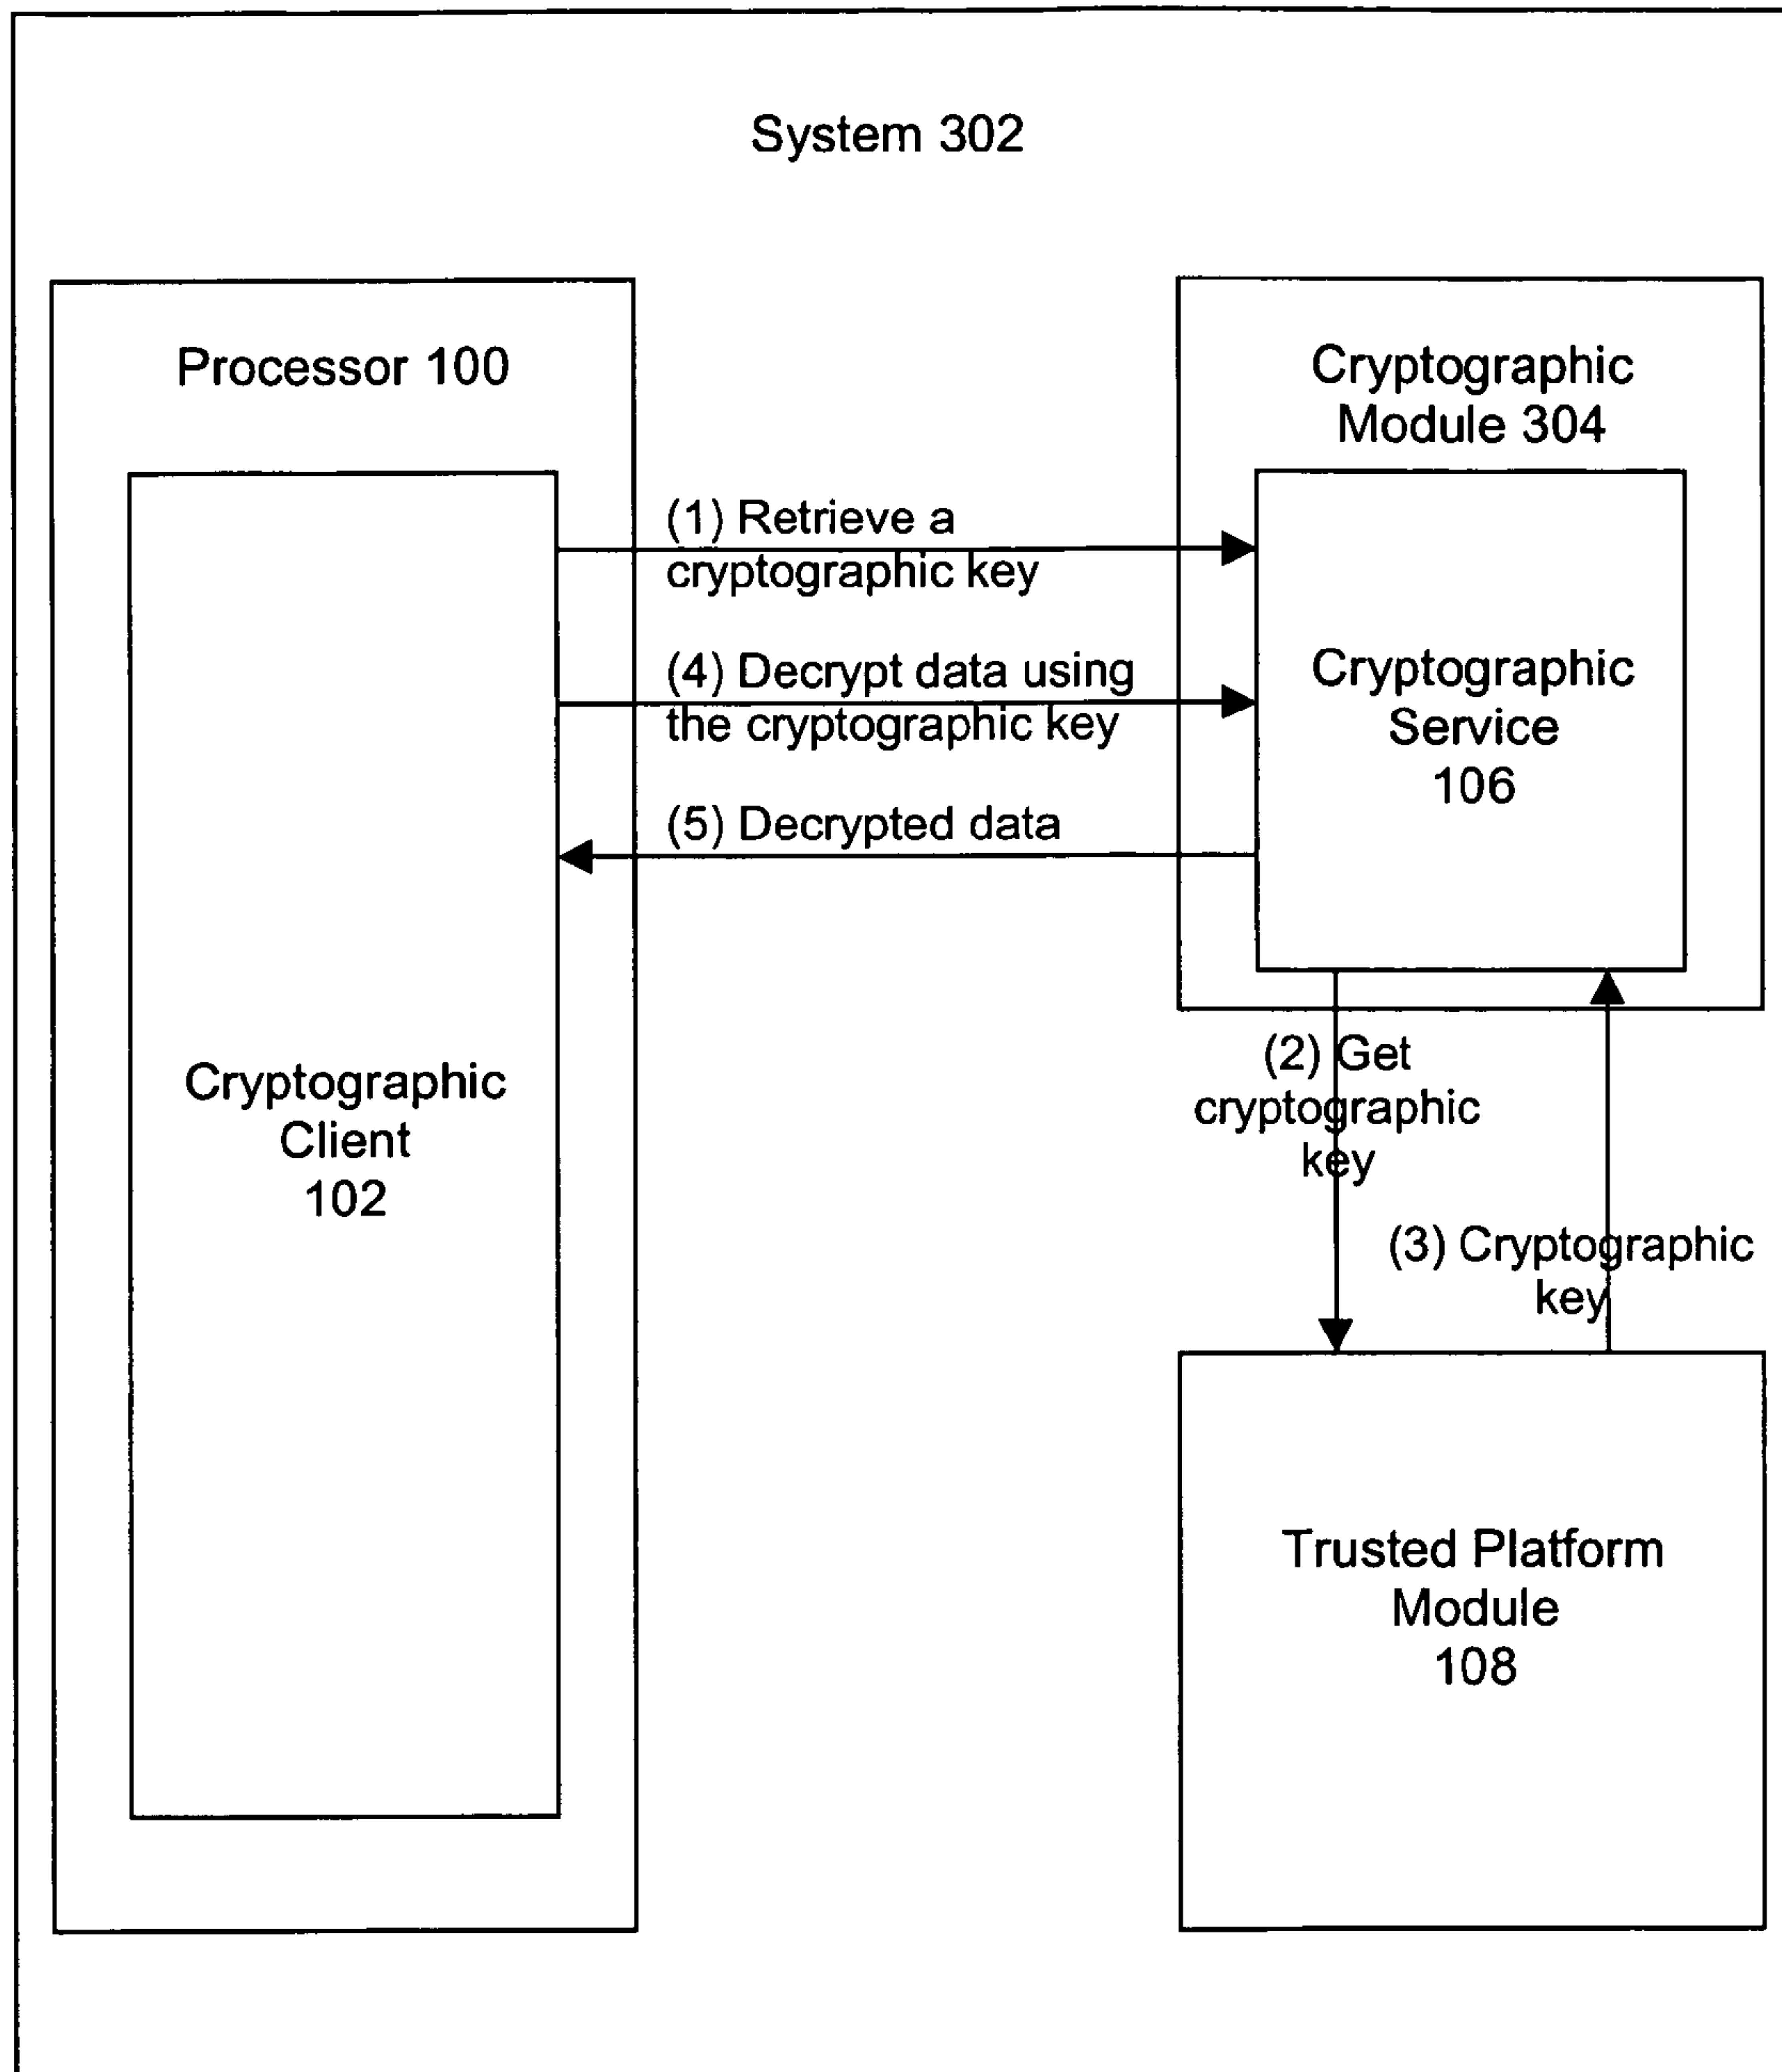 System 302
Processor 100
Cryptographic
Module 304
(1) Retrieve a
cryptographic key
(4) Decrypt data using
the cryptographic key
(5) Decrypted data
Cryptographic
Service
106
Cryptographic
Client
102
(2) Get
cryptographic
key
(3) Cryptographic
key
Trusted Platform
Module
108